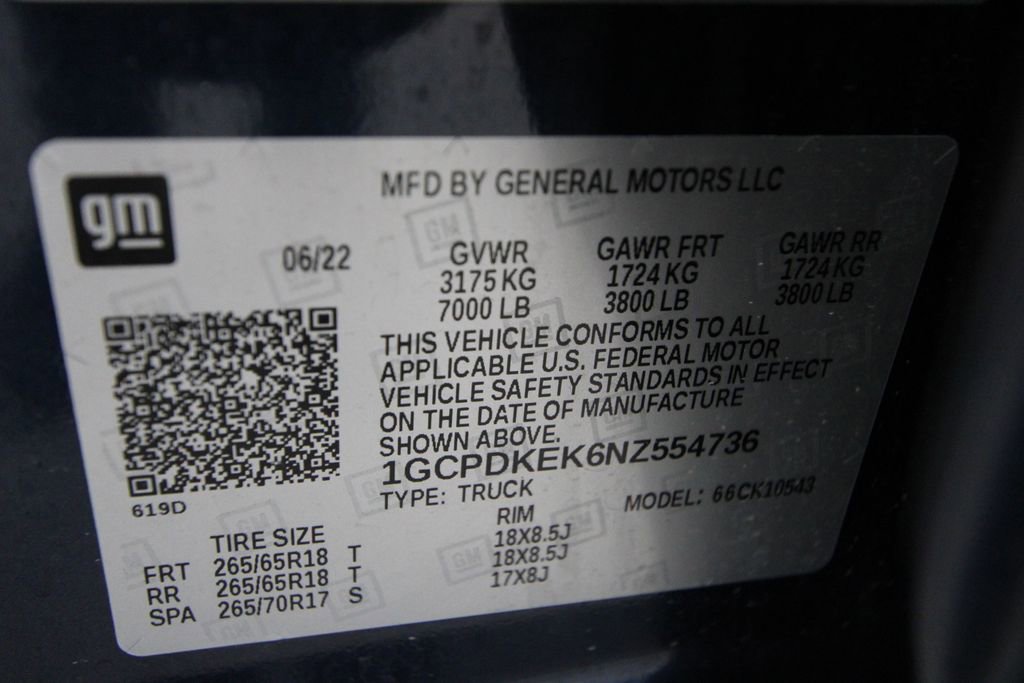 gm
MFD BY GENERAL MOTORS LLC
06/22 GVWR GAWR FRT GAWR RR
3175 KG 1724 KG 1724 KG
7000 LB 3800 LB 3800 LB
THIS VEHICLE CONFORMS TO ALL
APPLICABLE U.S. FEDERAL MOTOR
VEHICLE SAFETY STANDARDS IN EFFECT
ON THE DATE OF MANUFACTURE
SHOWN ABOVE.
1GCPDKEK6NZ554736
TYPE: TRUCK MODEL: 66CK10543
619D
TIRE SIZE RIM
FRT 265/65R18 T 18X8.5J
RR 265/65R18 T 18X8.5J
SPA 265/70R17 S 17X8J